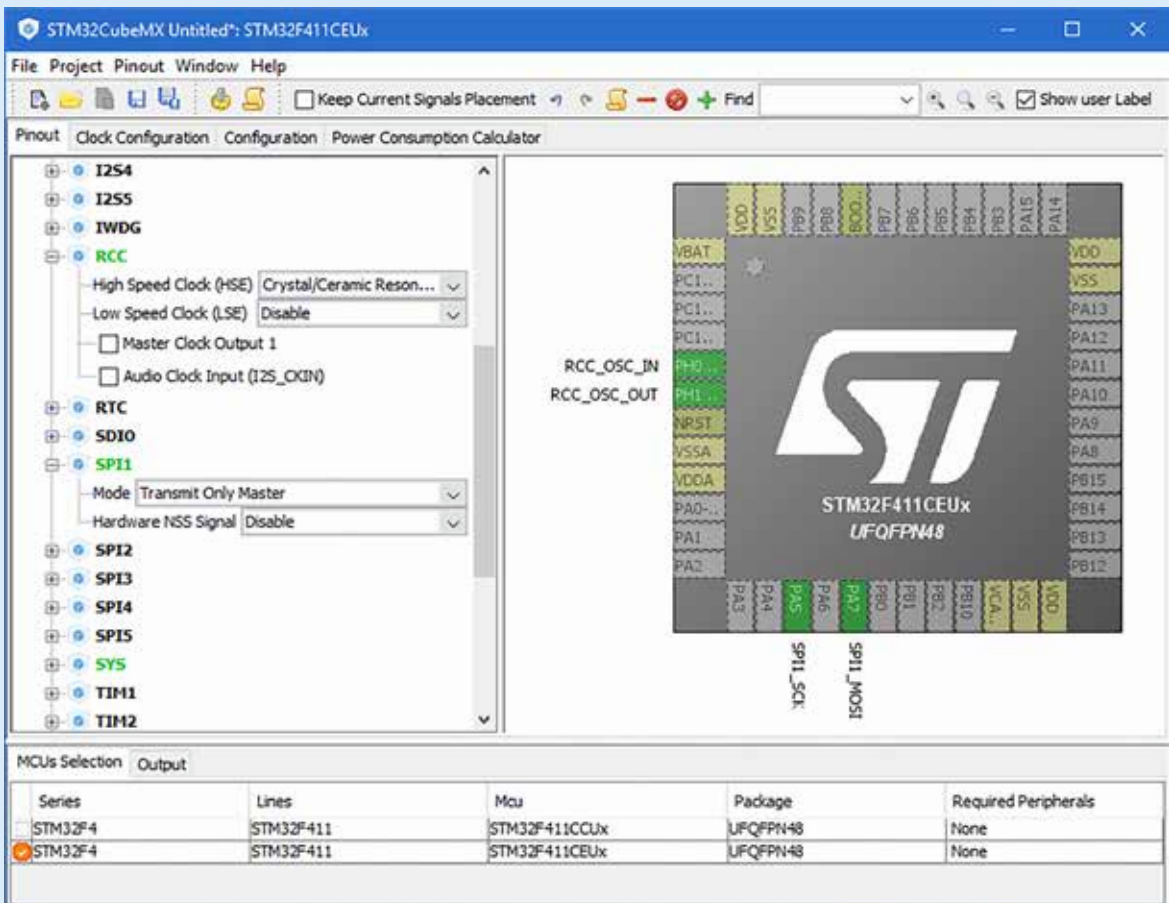 STM32CubeMX Untitled*: STM32F411CEUx
File Project Pinout Window Help
Keep Current Signals Placement Find Show user Label
Pinout Clock Configuration Configuration Power Consumption Calculator
I2S4
I2S5
IWDG
RCC
High Speed Clock (HSE) Crystal/Ceramic Reson...
Low Speed Clock (LSE) Disable
Master Clock Output 1
Audio Clock Input (I2S_CKIN)
RTC
SDIO
SPI1
Mode Transmit Only Master
Hardware NSS Signal Disable
SPI2
SPI3
SPI4
SPI5
SYS
TIM1
TIM2
VDD VSS PB9 PB8 BOO.. PB7 PB6 PB5 PB4 PB3 PA15 PA14
VBAT
PC1..
PC1..
PC1..
RCC_OSC_IN PH0..
RCC_OSC_OUT PH1 ..
NRST
VSSA
VDDA
PA0-..
PA1
PA2
ST
STM32F411CEUx
UFQFPN48
VDD
VSS
PA13
PA12
PA11
PA10
PA9
PA8
PB15
PB14
PB13
PB12
PA3 PA4 PA5 PA6 PA7 PB0 PB1 PB2 PB10 VCA.. VSS VDD
SPI1_SCK SPI1_MOSI
MCUs Selection Output
Series Lines Mcu Package Required Peripherals
STM32F4 STM32F411 STM32F411CCUx UFQFPN48 None
STM32F4 STM32F411 STM32F411CEUx UFQFPN48 None